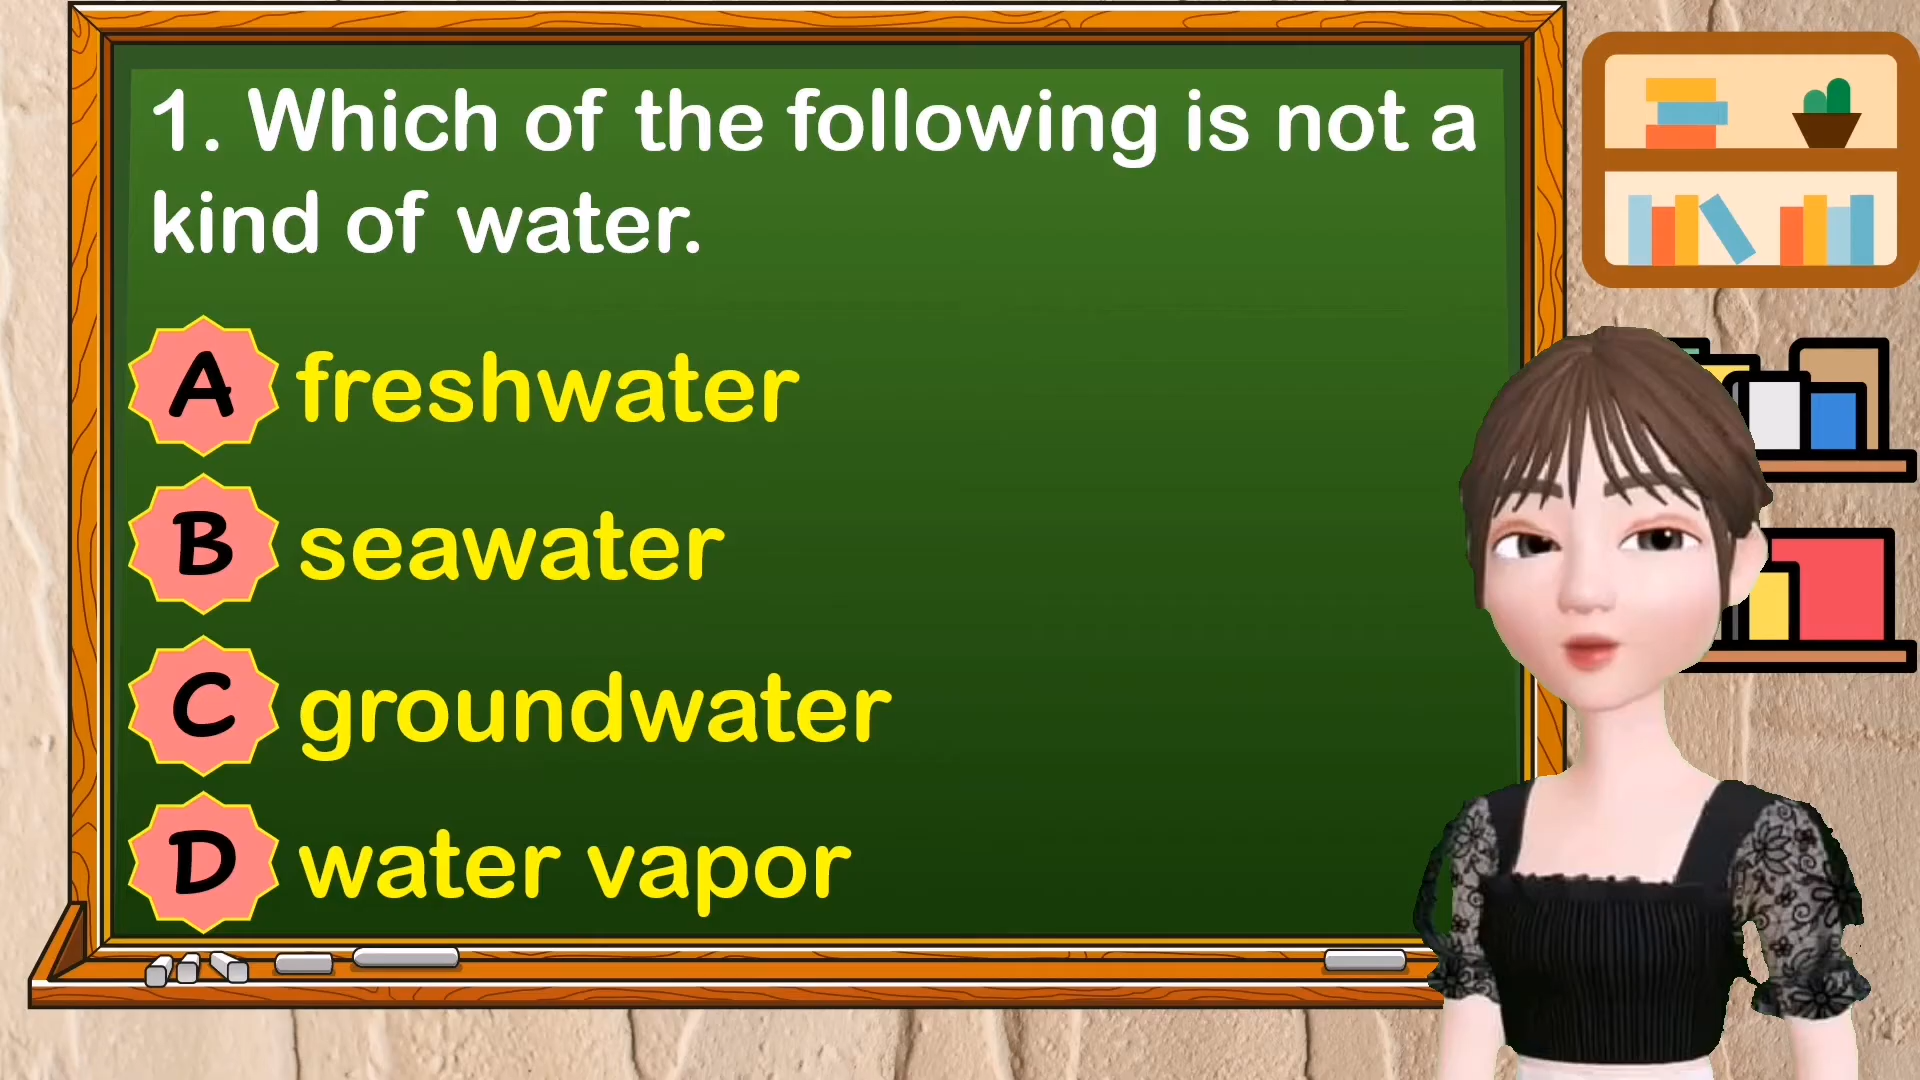 1. Which of the following is not a
kind of water.
A freshwater
B seawater
C groundwater
D water vapor